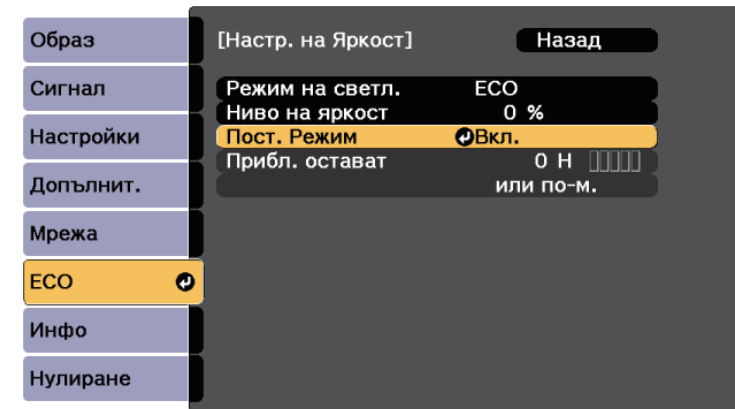 Образ
Сигнал
Настройки
Допълнит.
Мрежа
ECO
Инфо
Нулиране
[Настр. на Яркост] Назад
Режим на светл. ECO
Ниво на яркост 0 %
Пост. Режим Вкл.
Прибл. остават 0 H
или по-м.